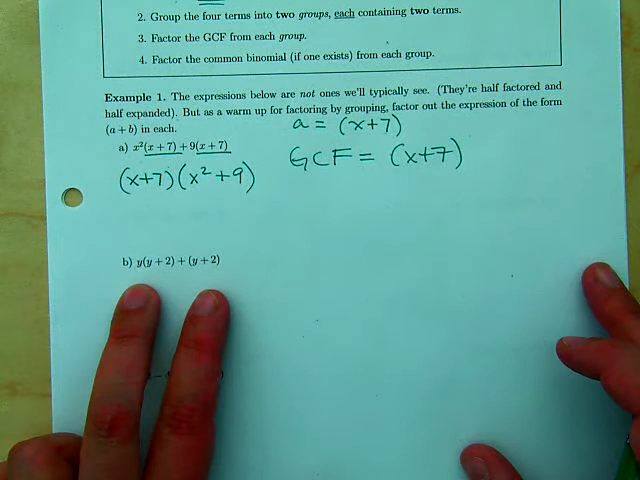 2. Group the four terms into two groups, each containing two terms.
3. Factor the GCF from each group.
4. Factor the common binomial (if one exists) from each group.
Example 1. The expressions below are not ones we'll typically see. (They're half factored and
half expanded). But as a warm up for factoring by grouping, factor out the expression of the form
(a + b) in each.
a = (x+7)
a) x²(x + 7) + 9(x + 7)
GCF = (x+7)
(x+7)(x²+9)
b) y(y + 2) + (y + 2)